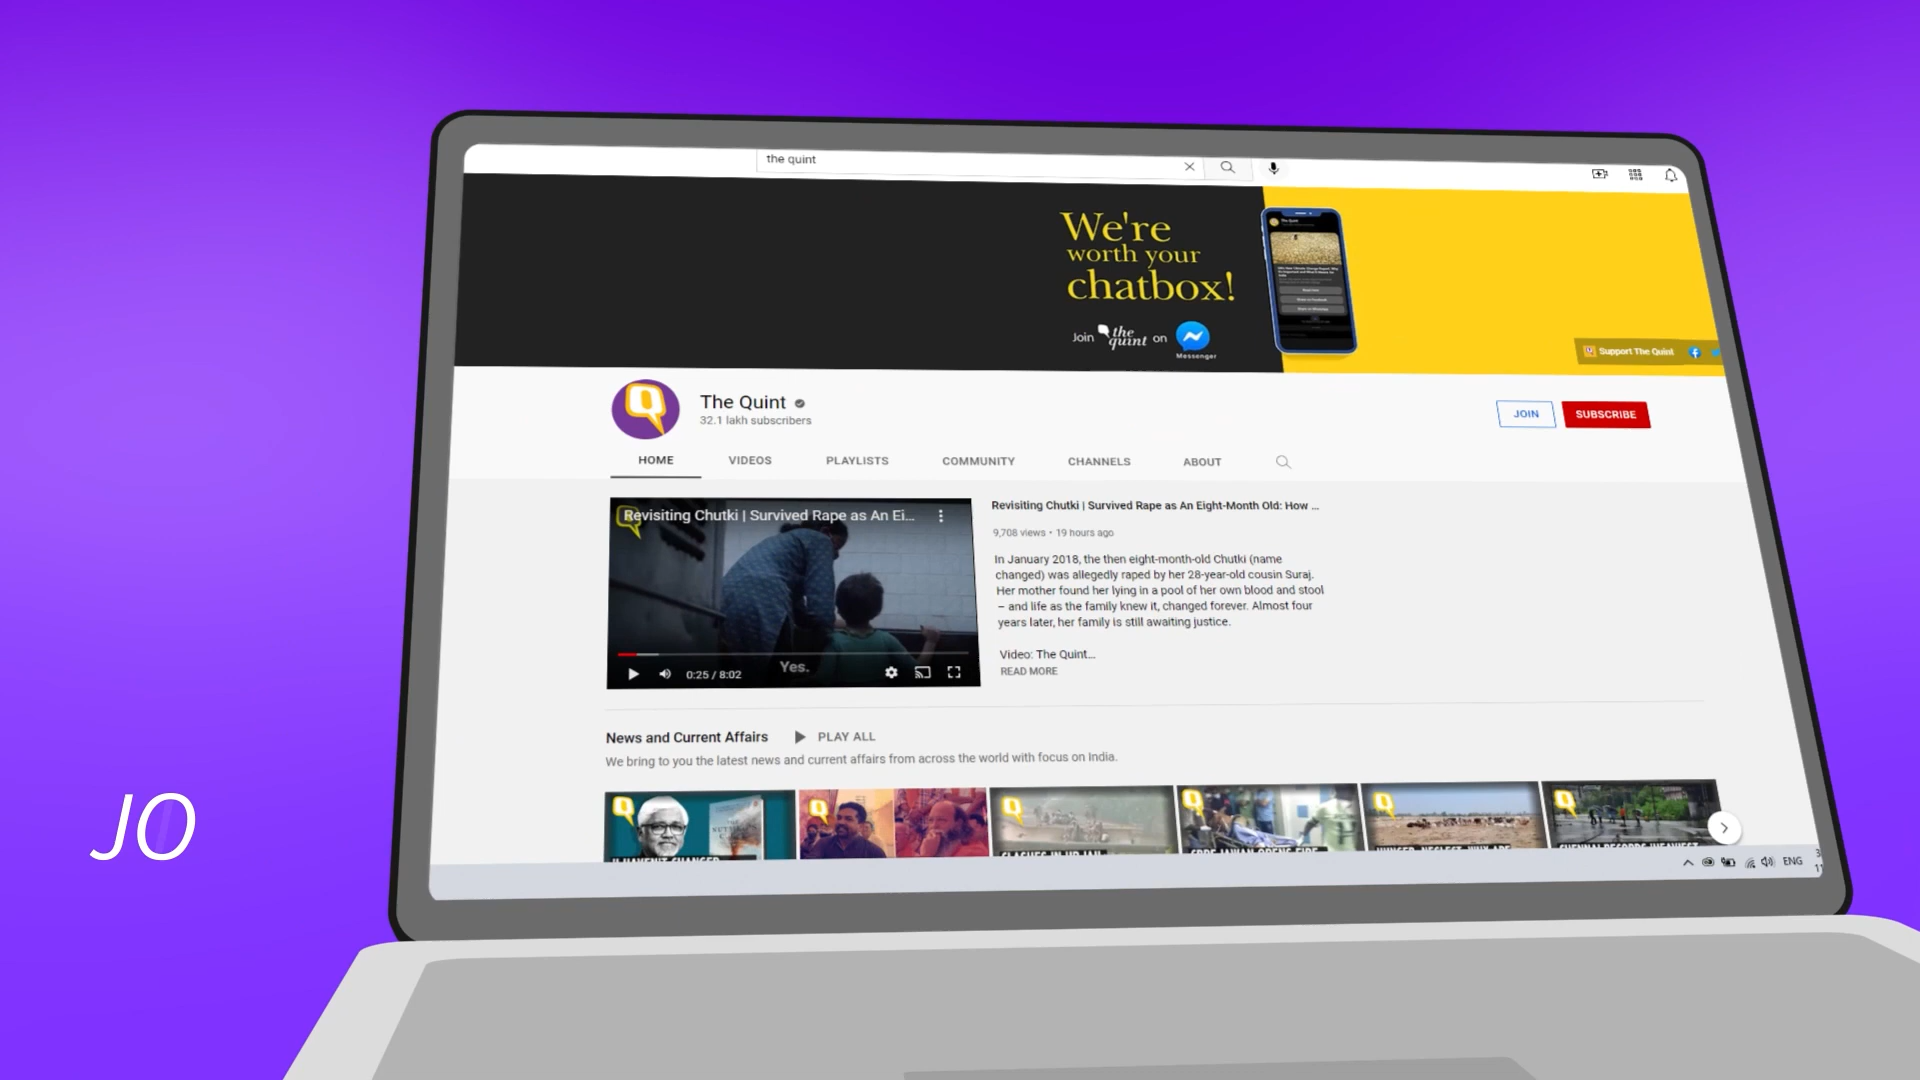 the quint
We're
worth your
chatbox!
Join the quint on
Messenger
Support The Quint
The Quint
32.1 lakh subscribers
JOIN
SUBSCRIBE
HOME
VIDEOS
PLAYLISTS
COMMUNITY
CHANNELS
ABOUT
Revisiting Chutki | Survived Rape as An Ei...
Yes.
0:25 / 8:02
Revisiting Chutki | Survived Rape as An Eight-Month Old: How ...
9,708 views • 19 hours ago
In January 2018, the then eight-month-old Chutki (name
changed) was allegedly raped by her 28-year-old cousin Suraj.
Her mother found her lying in a pool of her own blood and stool
– and life as the family knew it, changed forever. Almost four
years later, her family is still awaiting justice.
Video: The Quint...
READ MORE
News and Current Affairs
PLAY ALL
We bring to you the latest news and current affairs from across the world with focus on India.
ENG
JO